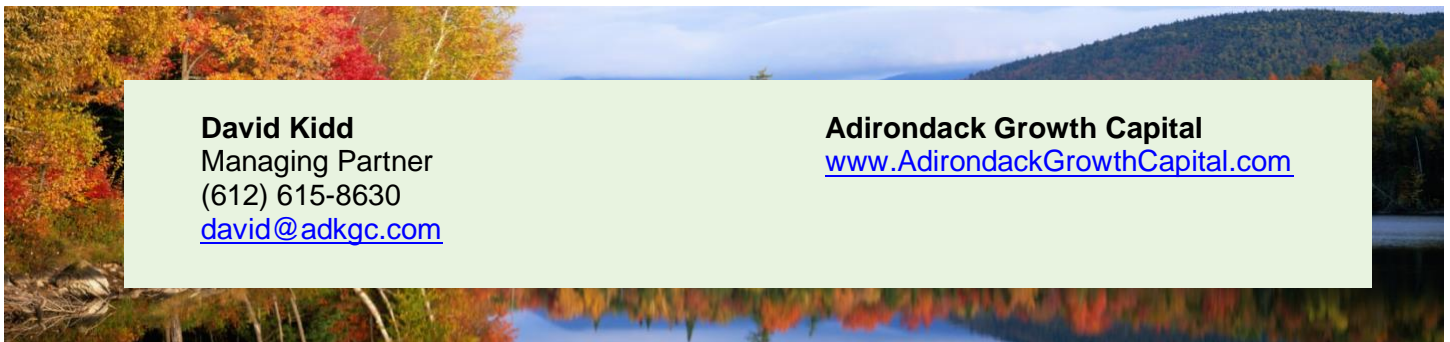 David Kidd
Managing Partner
(612) 615-8630
david@adkgc.com
Adirondack Growth Capital
www.AdirondackGrowthCapital.com